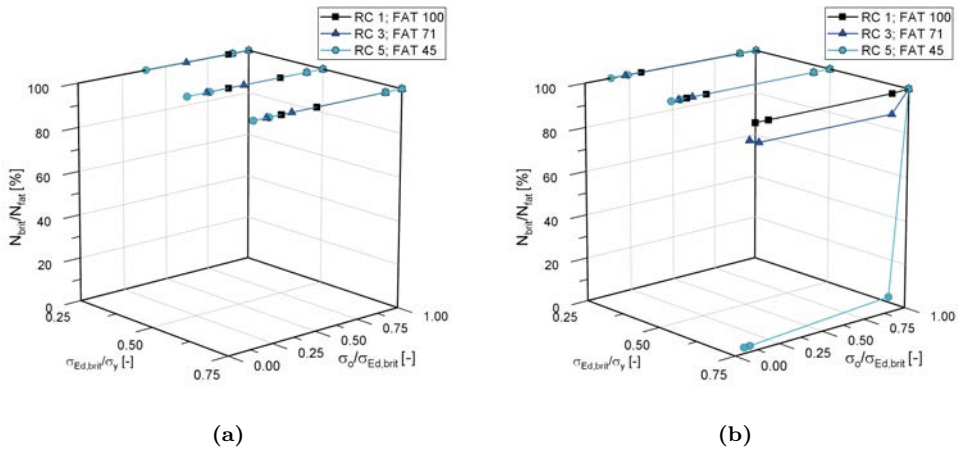 RC 1; FAT 100
RC 3; FAT 71
RC 5; FAT 45
100
80
60
40
20
0
N_brit/N_fat [%]
0.25
0.50
0.75
σ_Ed,brit/σ_y [-]
0.00
0.25
0.50
0.75
1.00
σ_o/σ_Ed,brit [-]
(a)
RC 1; FAT 100
RC 3; FAT 71
RC 5; FAT 45
100
80
60
40
20
0
N_brit/N_fat [%]
0.25
0.50
0.75
σ_Ed,brit/σ_y [-]
0.00
0.25
0.50
0.75
1.00
σ_o/σ_Ed,brit [-]
(b)